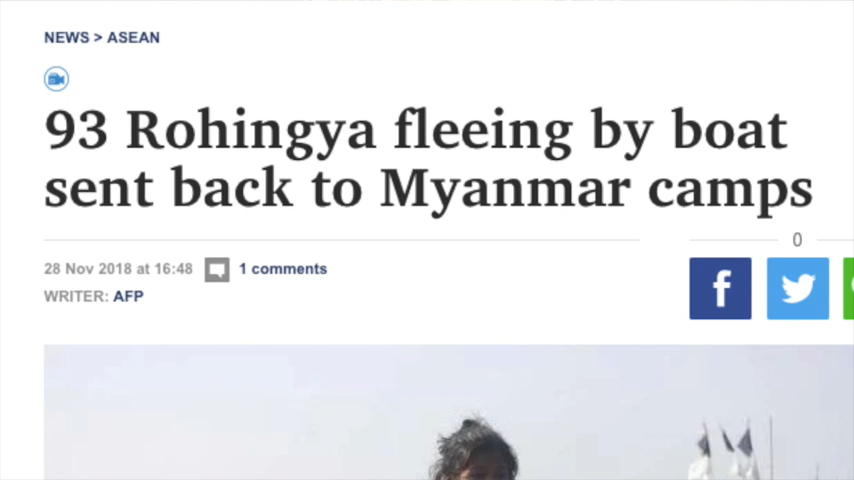 NEWS > ASEAN
93 Rohingya fleeing by boat
sent back to Myanmar camps
0
28 Nov 2018 at 16:48 1 comments
WRITER: AFP
f